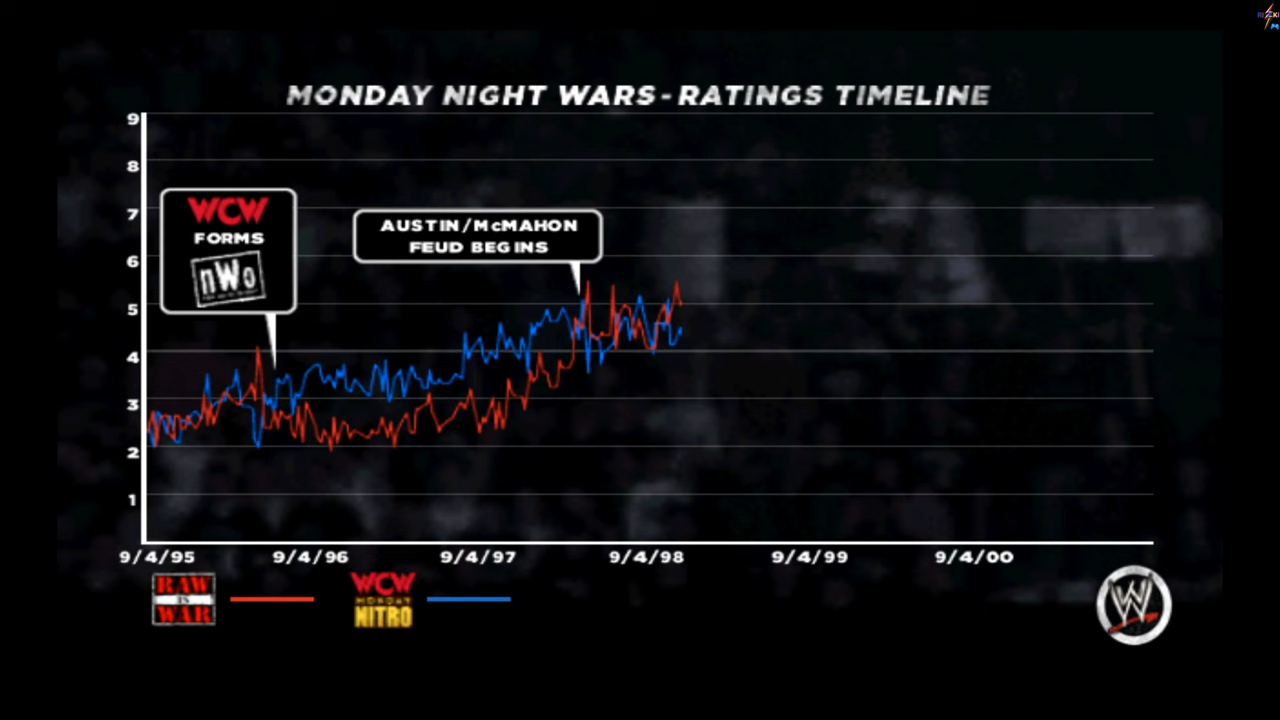 MONDAY NIGHT WARS - RATINGS TIMELINE
9
8
7
6
5
4
3
2
1
WCW
FORMS
nWo
AUSTIN/McMAHON
FEUD BEGINS
9/4/95 9/4/96 9/4/97 9/4/98 9/4/99 9/4/00
RAW
IS
WAR
WCW
MONDAY
NITRO
W